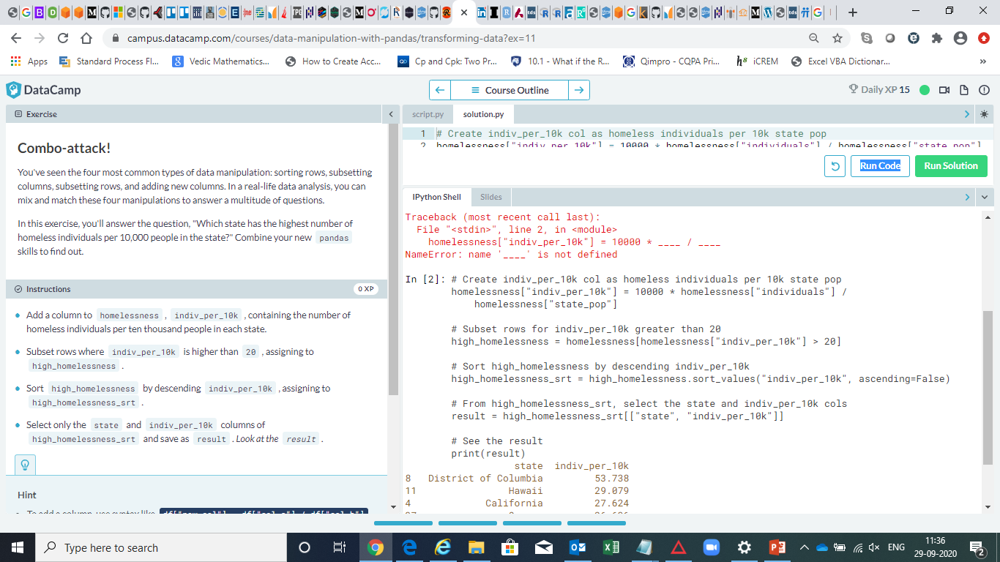 campus.datacamp.com/courses/data-manipulation-with-pandas/transforming-data?ex=11
Apps Standard Process Fl... Vedic Mathematics... How to Create Acc... Cp and Cpk: Two Pr... 10.1 - What if the R... Qimpro - CQPA Pri... iCREM Excel VBA Dictionar... »
DataCamp
Course Outline
Daily XP 15
Exercise
Combo-attack!
You've seen the four most common types of data manipulation: sorting rows, subsetting
columns, subsetting rows, and adding new columns. In a real-life data analysis, you can
mix and match these four manipulations to answer a multitude of questions.
In this exercise, you'll answer the question, "Which state has the highest number of
homeless individuals per 10,000 people in the state?" Combine your new pandas
skills to find out.
Instructions
0 XP
Add a column to homelessness , indiv_per_10k , containing the number of
homeless individuals per ten thousand people in each state.
Subset rows where indiv_per_10k is higher than 20 , assigning to
high_homelessness .
Sort high_homelessness by descending indiv_per_10k , assigning to
high_homelessness_srt .
Select only the state and indiv_per_10k columns of
high_homelessness_srt and save as result . Look at the result .
Hint
script.py solution.py
1 # Create indiv_per_10k col as homeless individuals per 10k state pop
2 homelessness["indiv_per_10k"] = 10000 * homelessness["individuals"] / homelessness["state_pop"]
Run Code
Run Solution
IPython Shell Slides
Traceback (most recent call last):
File "<stdin>", line 2, in <module>
homelessness["indiv_per_10k"] = 10000 * ____ / ____
NameError: name '____' is not defined
In [2]: # Create indiv_per_10k col as homeless individuals per 10k state pop
homelessness["indiv_per_10k"] = 10000 * homelessness["individuals"] /
homelessness["state_pop"]
# Subset rows for indiv_per_10k greater than 20
high_homelessness = homelessness[homelessness["indiv_per_10k"] > 20]
# Sort high_homelessness by descending indiv_per_10k
high_homelessness_srt = high_homelessness.sort_values("indiv_per_10k", ascending=False)
# From high_homelessness_srt, select the state and indiv_per_10k cols
result = high_homelessness_srt[["state", "indiv_per_10k"]]
# See the result
print(result)
state indiv_per_10k
8 District of Columbia 53.738
11 Hawaii 29.079
4 California 27.624
Type here to search
ENG
11:36
29-09-2020
2